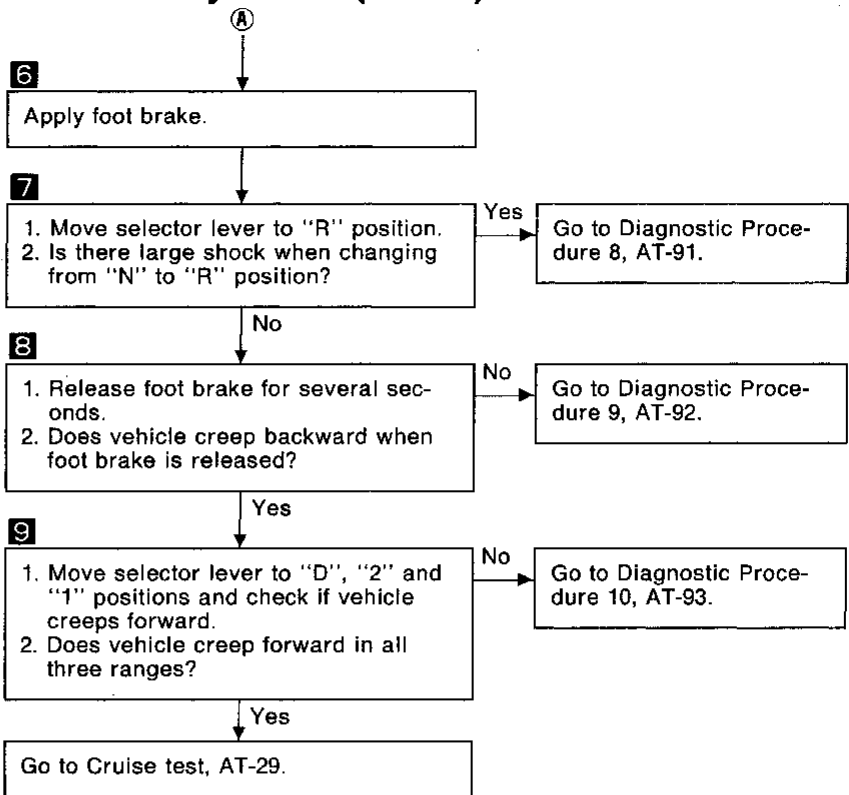 Ⓐ
6
Apply foot brake.
7
1. Move selector lever to "R" position.
2. Is there large shock when changing
from "N" to "R" position?
Yes
Go to Diagnostic Proce-
dure 8, AT-91.
No
8
1. Release foot brake for several sec-
onds.
2. Does vehicle creep backward when
foot brake is released?
No
Go to Diagnostic Proce-
dure 9, AT-92.
Yes
9
1. Move selector lever to "D", "2" and
"1" positions and check if vehicle
creeps forward.
2. Does vehicle creep forward in all
three ranges?
No
Go to Diagnostic Proce-
dure 10, AT-93.
Yes
Go to Cruise test, AT-29.